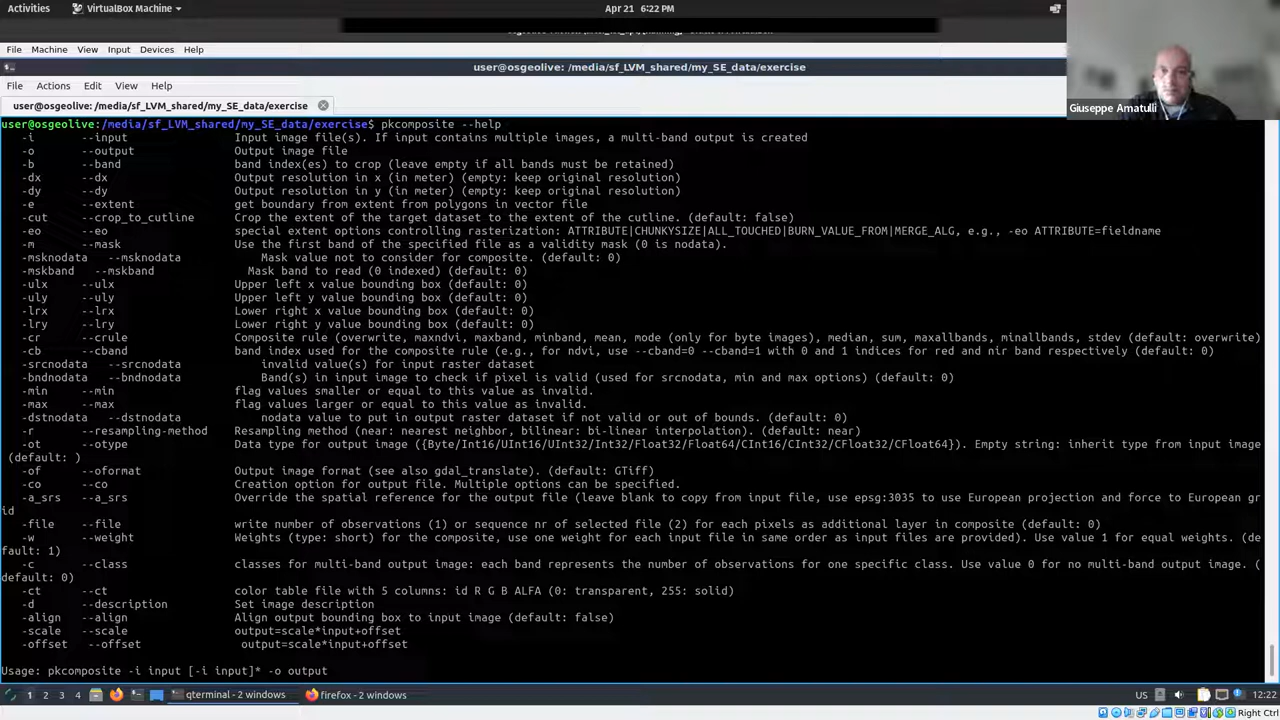 Activities VirtualBox Machine Apr 21 6:22 PM
File Machine View Input Devices Help
user@osgeolive: /media/sf_LVM_shared/my_SE_data/exercise
File Actions Edit View Help
Giuseppe Amatulli
user@osgeolive: /media/sf_LVM_shared/my_SE_data/exercise
user@osgeolive:/media/sf_LVM_shared/my_SE_data/exercise$ pkcomposite --help
-i --input Input image file(s). If input contains multiple images, a multi-band output is created
-o --output Output image file
-b --band band index(es) to crop (leave empty if all bands must be retained)
-dx --dx Output resolution in x (in meter) (empty: keep original resolution)
-dy --dy Output resolution in y (in meter) (empty: keep original resolution)
-e --extent get boundary from extent from polygons in vector file
-cut --crop_to_cutline Crop the extent of the target dataset to the extent of the cutline. (default: false)
-eo --eo special extent options controlling rasterization: ATTRIBUTE|CHUNKYSIZE|ALL_TOUCHED|BURN_VALUE_FROM|MERGE_ALG, e.g., -eo ATTRIBUTE=fieldname
-m --mask Use the first band of the specified file as a validity mask (0 is nodata).
-msknodata --msknodata Mask value not to consider for composite. (default: 0)
-mskband --mskband Mask band to read (0 indexed) (default: 0)
-ulx --ulx Upper left x value bounding box (default: 0)
-uly --uly Upper left y value bounding box (default: 0)
-lrx --lrx Lower right x value bounding box (default: 0)
-lry --lry Lower right y value bounding box (default: 0)
-cr --crule Composite rule (overwrite, maxndvi, maxband, minband, mean, mode (only for byte images), median, sum, maxallbands, minallbands, stdev (default: overwrite)
-cb --cband band index used for the composite rule (e.g., for ndvi, use --cband=0 --cband=1 with 0 and 1 indices for red and nir band respectively (default: 0)
-srcnodata --srcnodata invalid value(s) for input raster dataset
-bndnodata --bndnodata Band(s) in input image to check if pixel is valid (used for srcnodata, min and max options) (default: 0)
-min --min flag values smaller or equal to this value as invalid.
-max --max flag values larger or equal to this value as invalid.
-dstnodata --dstnodata nodata value to put in output raster dataset if not valid or out of bounds. (default: 0)
-r --resampling-method Resampling method (near: nearest neighbor, bilinear: bi-linear interpolation). (default: near)
-ot --otype Data type for output image ({Byte/Int16/UInt16/UInt32/Int32/Float32/Float64/CInt16/CInt32/CFloat32/CFloat64}). Empty string: inherit type from input image
(default: )
-of --oformat Output image format (see also gdal_translate). (default: GTiff)
-co --co Creation option for output file. Multiple options can be specified.
-a_srs --a_srs Override the spatial reference for the output file (leave blank to copy from input file, use epsg:3035 to use European projection and force to European gr
id
-file --file write number of observations (1) or sequence nr of selected file (2) for each pixels as additional layer in composite (default: 0)
-w --weight Weights (type: short) for the composite, use one weight for each input file in same order as input files are provided). Use value 1 for equal weights. (de
fault: 1)
-c --class classes for multi-band output image: each band represents the number of observations for one specific class. Use value 0 for no multi-band output image. (
default: 0)
-ct --ct color table file with 5 columns: id R G B ALFA (0: transparent, 255: solid)
-d --description Set image description
-align --align Align output bounding box to input image (default: false)
-scale --scale output=scale*input+offset
-offset --offset output=scale*input+offset
Usage: pkcomposite -i input [-i input]* -o output
1 2 3 4 qterminal - 2 windows firefox - 2 windows US 12:22
Right Ctrl